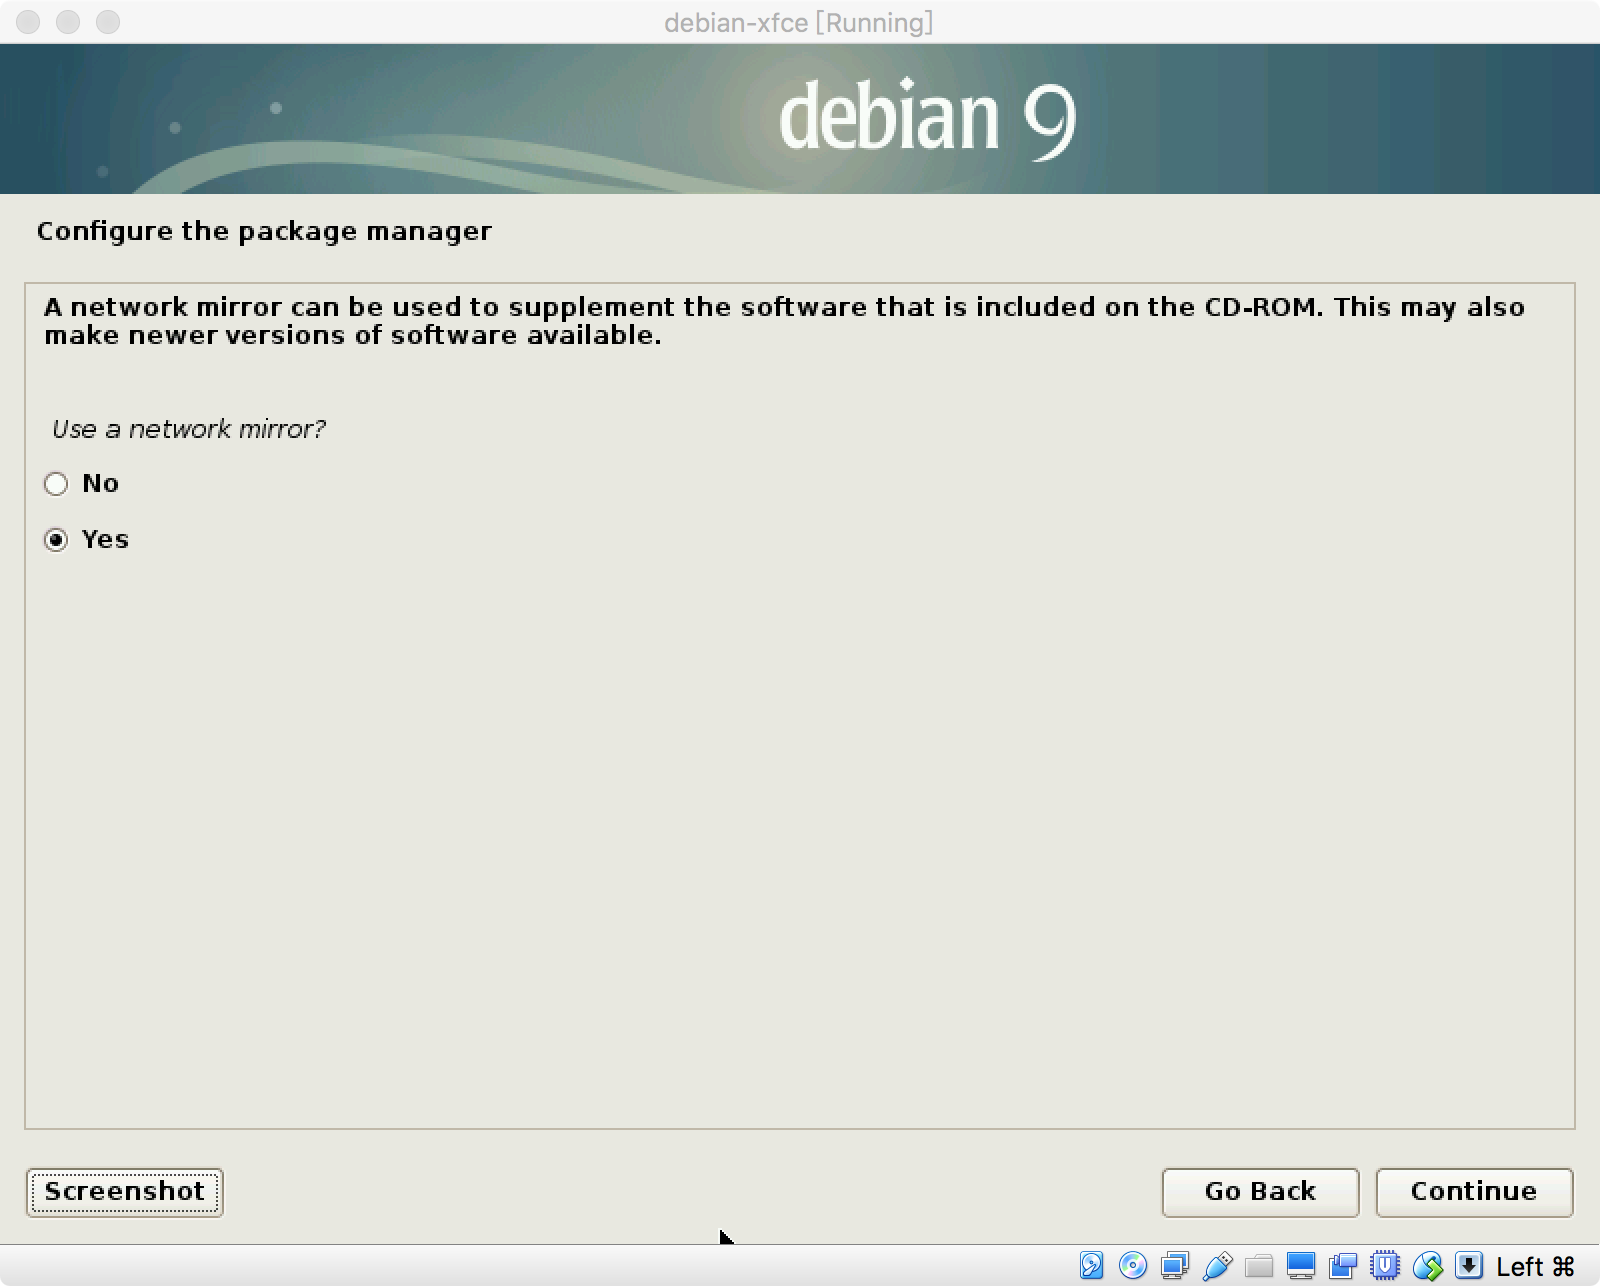 debian-xfce [Running]
debian 9
Configure the package manager
A network mirror can be used to supplement the software that is included on the CD-ROM. This may also
make newer versions of software available.
Use a network mirror?
No
Yes
Screenshot
Go Back
Continue
Left ⌘